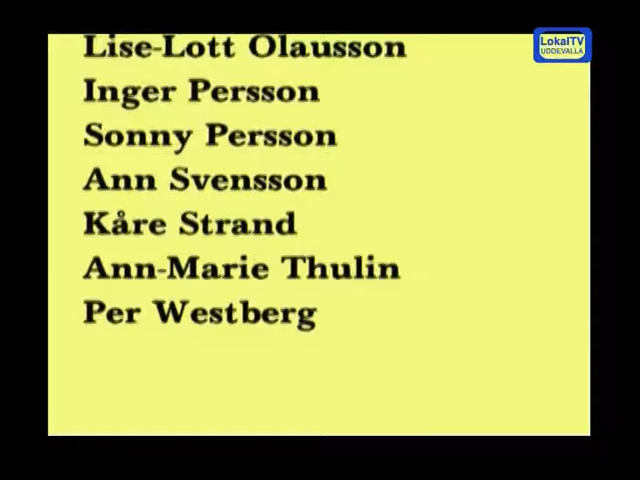 LokalTV
UDDEVALLA
Lise-Lott Olausson
Inger Persson
Sonny Persson
Ann Svensson
Kåre Strand
Ann-Marie Thulin
Per Westberg